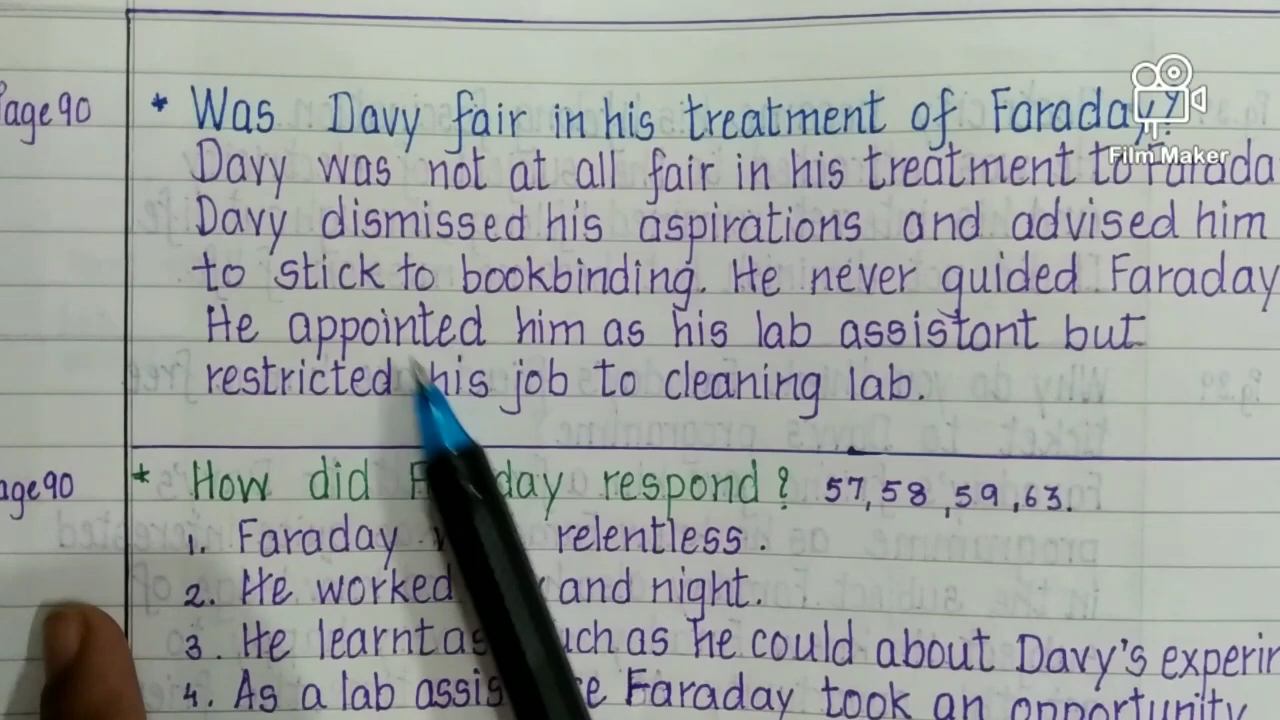 Page 90
* Was Davy fair in his treatment of Faraday?
Film Maker
Davy was not at all fair in his treatment to Farada
Davy dismissed his aspirations and advised him
to stick to bookbinding. He never guided Faraday
He appointed him as his lab assistant but
restricted his job to cleaning lab.
age 90
* How did day respond? 57, 58, 59, 63.
1. Faraday relentless.
2. He worked and night.
3. He learnt as uch as he could about Davy's experim
4. As a lab assis Faraday took an opportunity